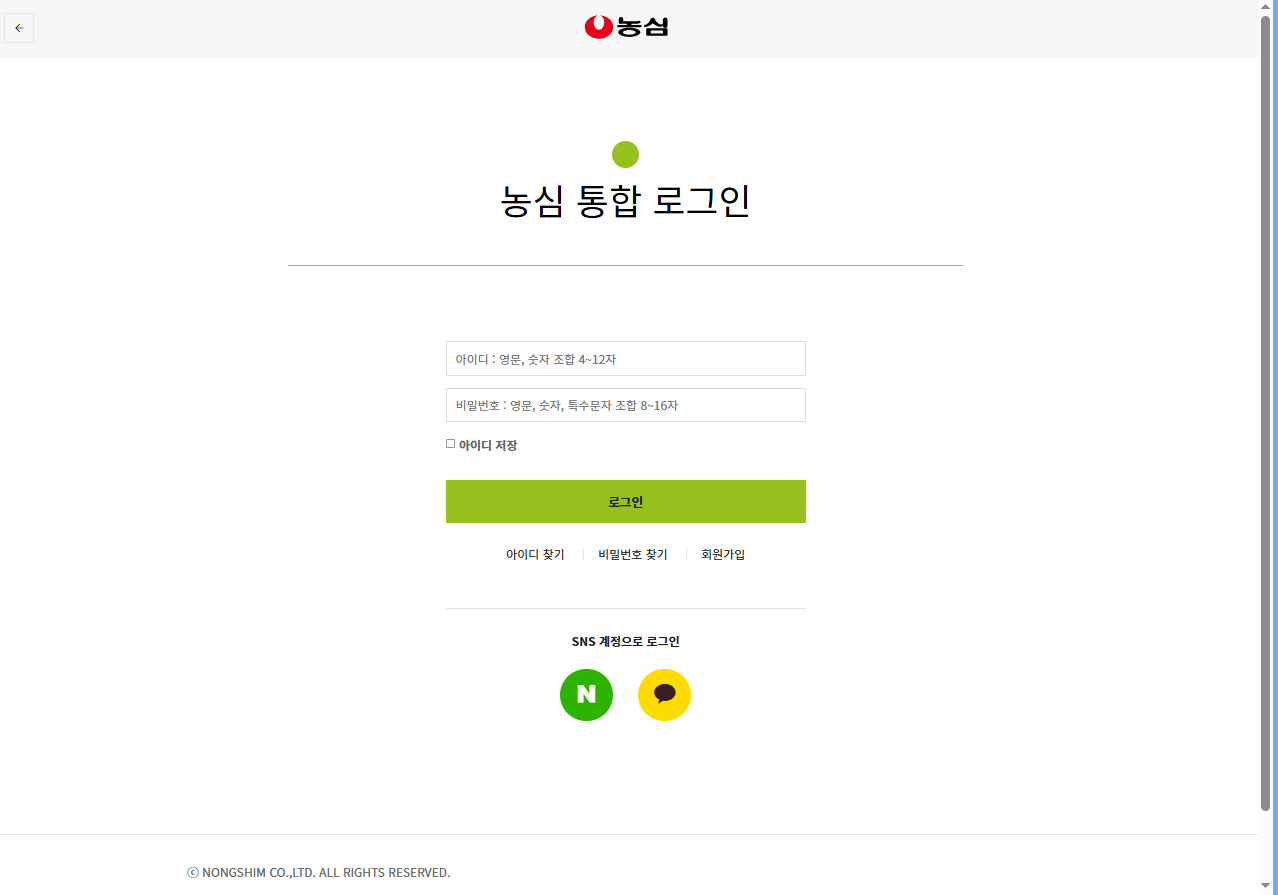 농심
농심 통합 로그인
아이디 : 영문, 숫자 조합 4~12자
비밀번호 : 영문, 숫자, 특수문자 조합 8~16자
아이디 저장
로그인
아이디 찾기 비밀번호 찾기 회원가입
SNS 계정으로 로그인
N
ⓒ NONGSHIM CO.,LTD. ALL RIGHTS RESERVED.